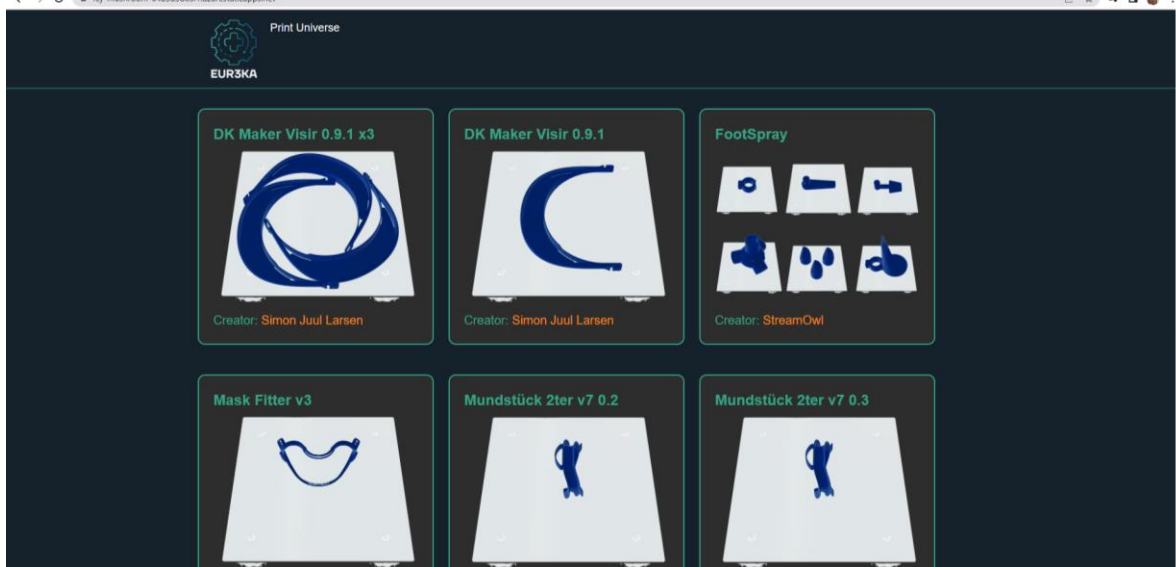 Print Universe
EUR3KA
DK Maker Visir 0.9.1 x3
DK Maker Visir 0.9.1
FootSpray
Creator: Simon Juul Larsen
Creator: Simon Juul Larsen
Creator: StreamOwl
Mask Fitter v3
Mundstück 2ter v7 0.2
Mundstück 2ter v7 0.3